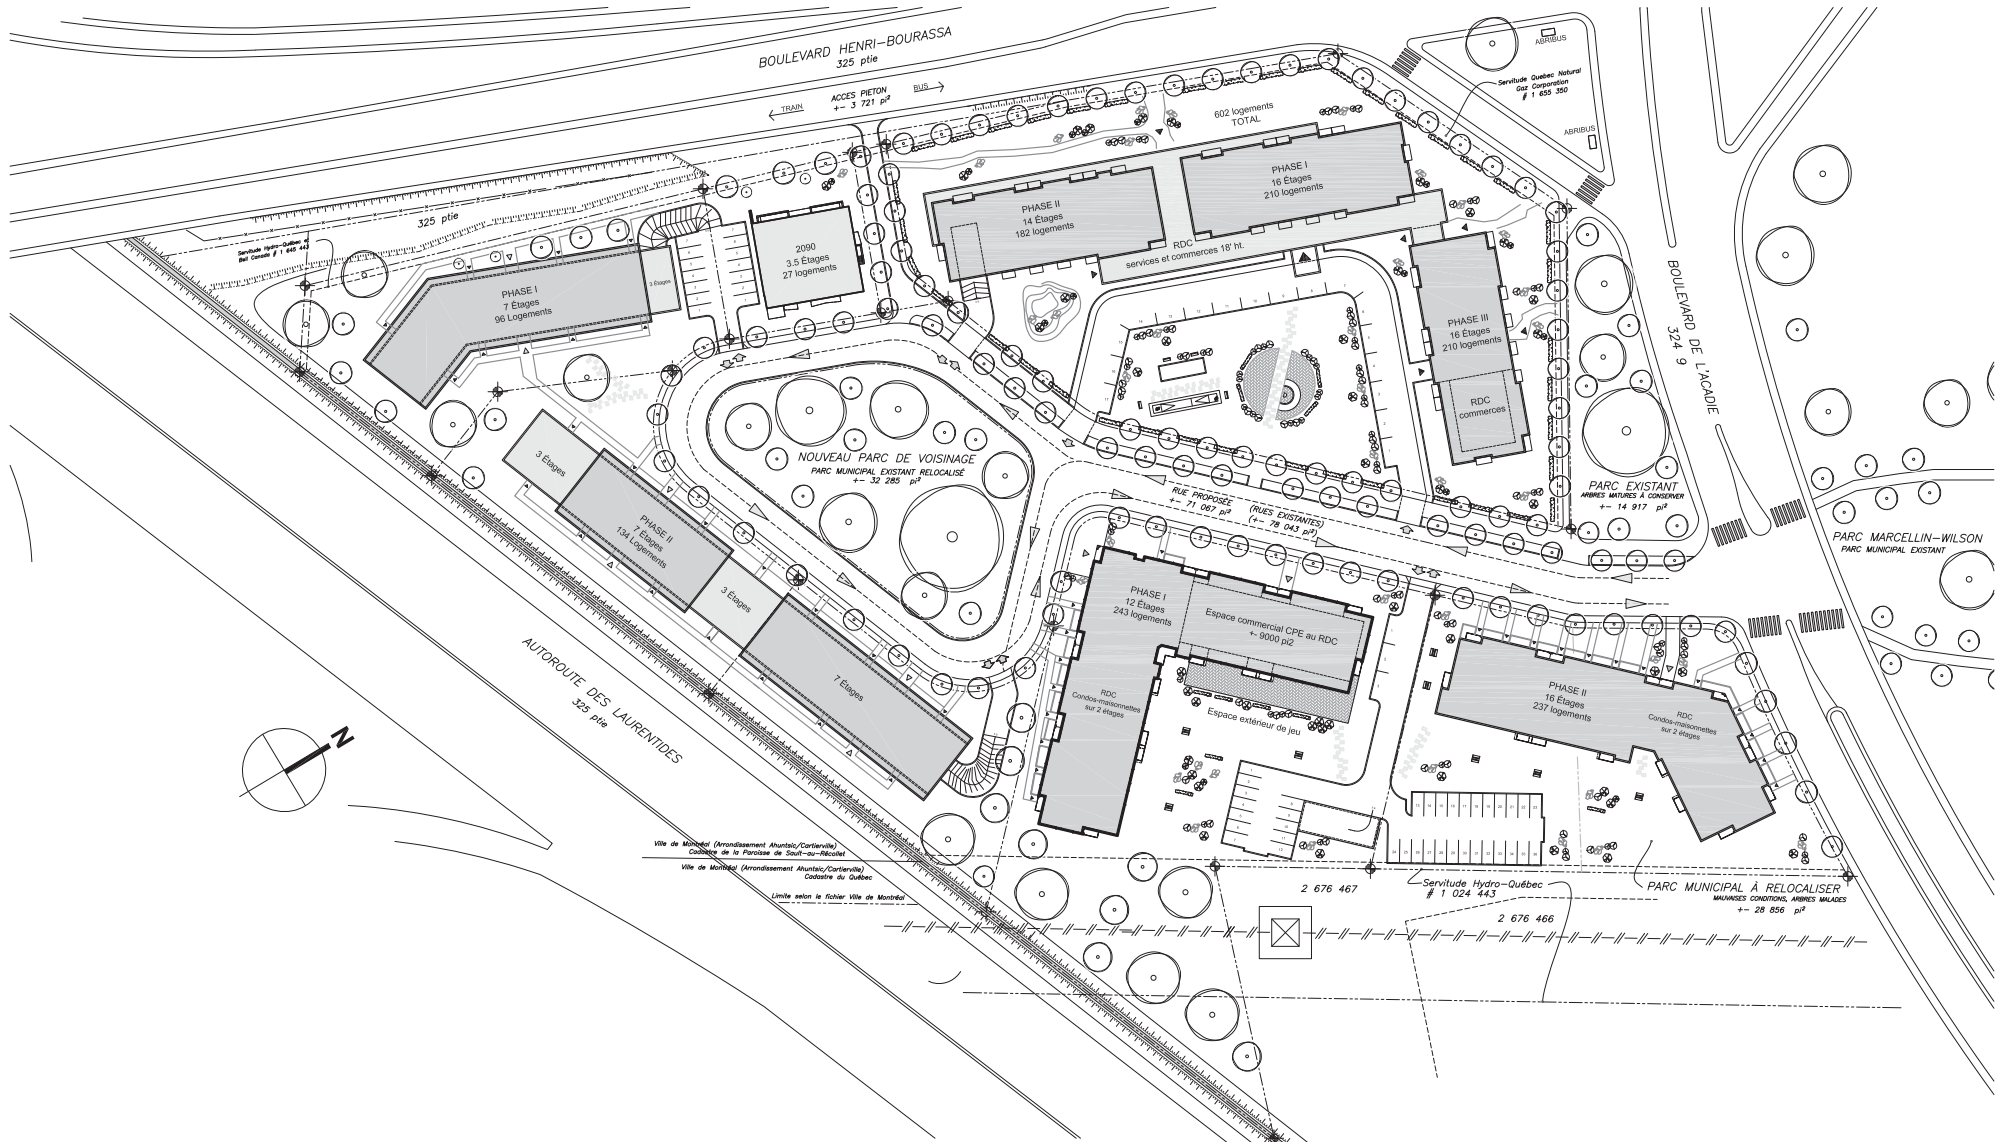 BOULEVARD HENRI-BOURASSA
325 ptie
TRAIN
ACCES PIETON
+- 3 721 pi²
BUS
ABRIBUS
Servitude Quebec Natural
Gaz Corporation
# 1 655 350
ABRIBUS
602 logements
TOTAL
325 ptie
Servitude Hydro-Québec et
Bell Canada # 1 645 443
PHASE I
7 Étages
96 Logements
3 Étages
2090
3.5 Étages
27 logements
PHASE II
14 Étages
182 logements
PHASE I
16 Étages
210 logements
RDC
services et commerces 18' ht.
PHASE III
16 Étages
210 logements
RDC
commerces
BOULEVARD DE L'ACADIE
324 9
NOUVEAU PARC DE VOISINAGE
PARC MUNICIPAL EXISTANT RELOCALISÉ
+- 32 285 pi²
RUE PROPOSÉE
+- 71 067 pi²
(RUES EXISTANTES)
(+- 78 043 pi²)
PARC EXISTANT
ARBRES MATURES À CONSERVER
+- 14 917 pi²
PARC MARCELLIN-WILSON
PARC MUNICIPAL EXISTANT
3 Étages
PHASE II
7 Étages
134 Logements
3 Étages
7 Étages
AUTOROUTE DES LAURENTIDES
325 ptie
N
PHASE I
12 Étages
243 logements
Espace commercial CPE au RDC
+- 9000 pi2
RDC
Condos-maisonnettes
sur 2 étages
Espace extérieur de jeu
PHASE II
16 Étages
237 logements
RDC
Condos-maisonnettes
sur 2 étages
Ville de Montréal (Arrondissement Ahuntsic/Cartierville)
Cadastre de la Paroisse de Sault-au-Récollet
Ville de Montréal (Arrondissement Ahuntsic/Cartierville)
Cadastre du Québec
Limite selon le fichier Ville de Montréal
2 676 467
Servitude Hydro-Québec
# 1 024 443
2 676 466
PARC MUNICIPAL À RELOCALISER
MAUVAISES CONDITIONS, ARBRES MALADES
+- 28 856 pi²